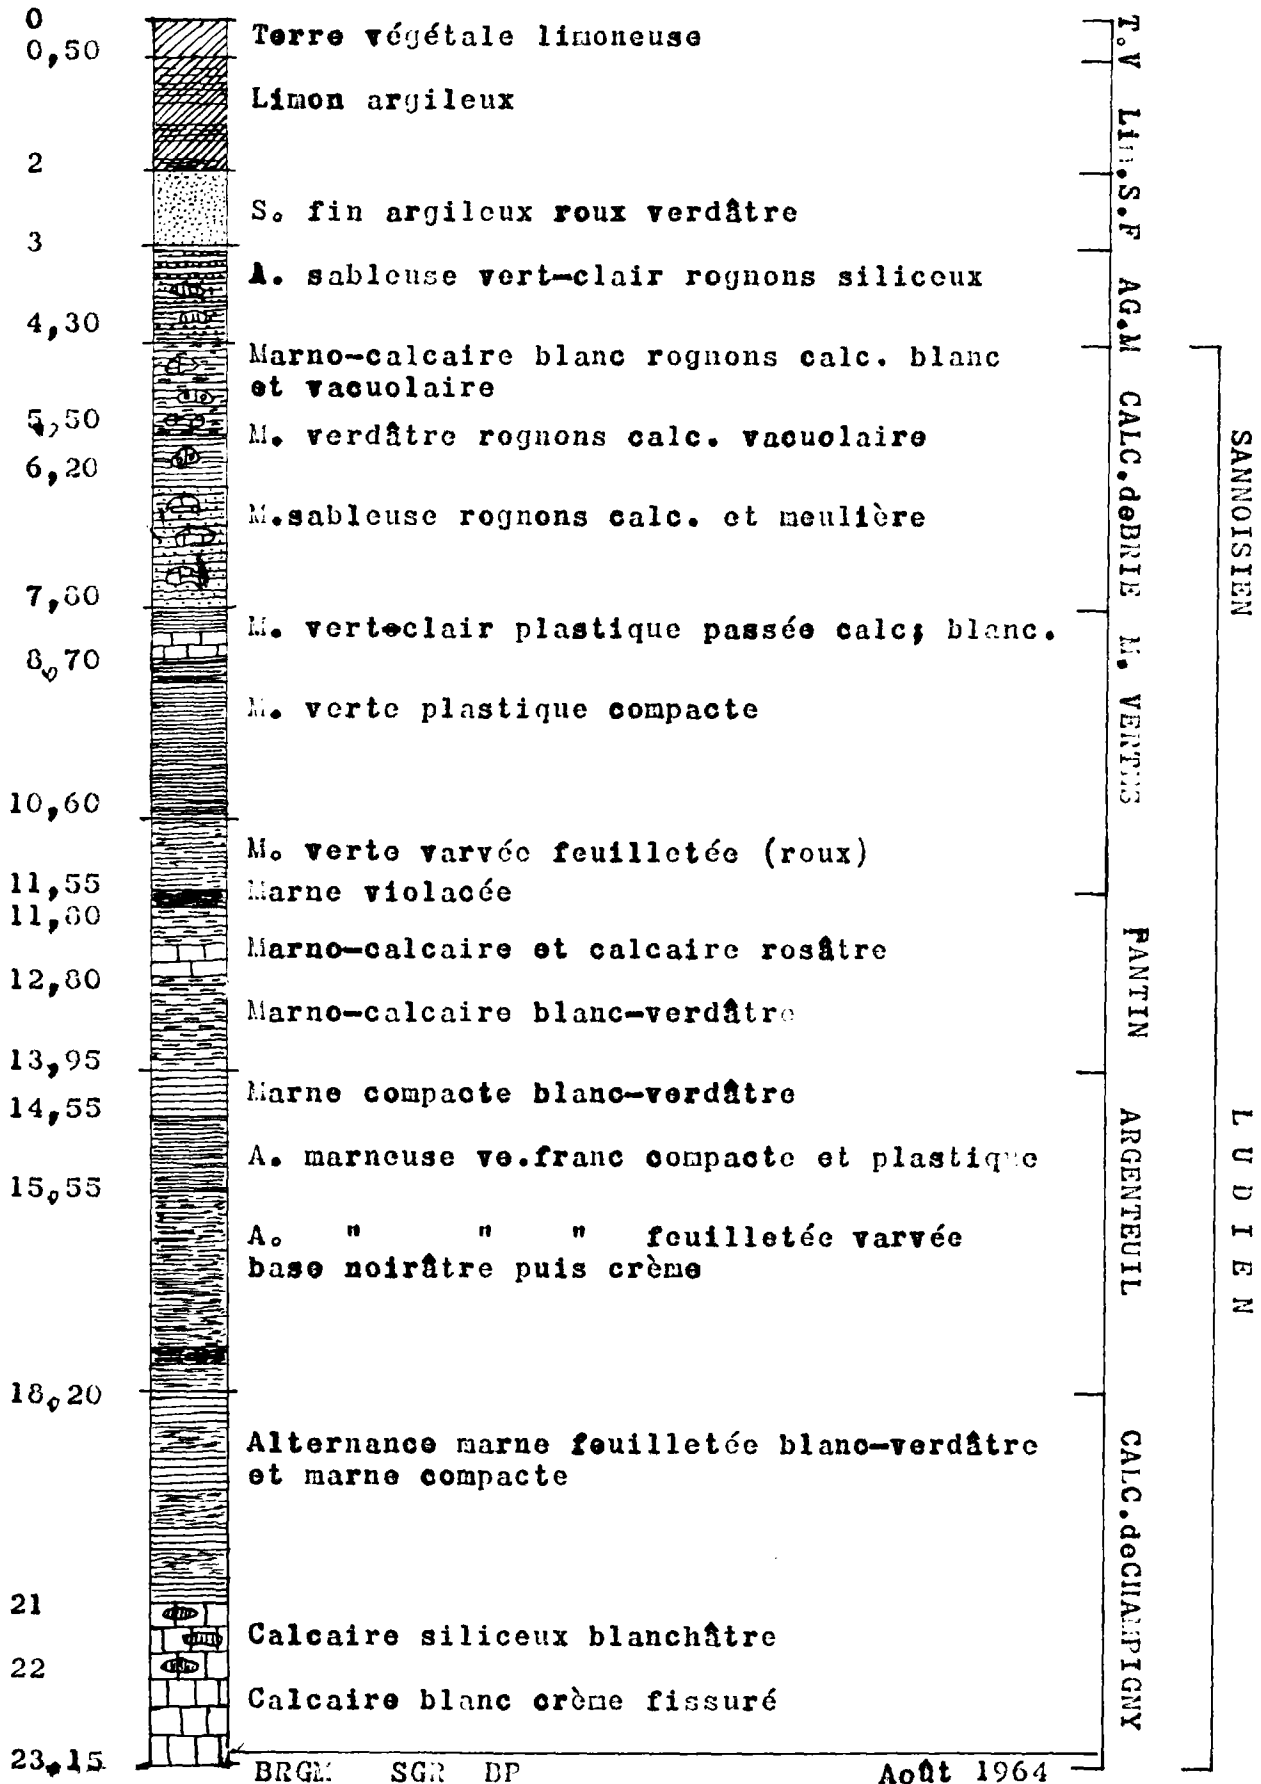 0
Terre végétale limoneuse
0,50
Limon argileux
2
S. fin argileux roux verdâtre
3
A. sableuse vert-clair rognons siliceux
4,30
Marno-calcaire blanc rognons calc. blanc
et vacuolaire
5,50
M. verdâtre rognons calc. vacuolaire
6,20
M.sableuse rognons calc. et meulière
7,80
M. vert-clair plastique passée calc; blanc.
8,70
M. verte plastique compacte
10,60
M. verte varvée feuilletée (roux)
11,55
Marne violacée
11,80
Marno-calcaire et calcaire rosâtre
12,80
Marno-calcaire blanc-verdâtre
13,95
Marne compacte blanc-verdâtre
14,55
A. marneuse ve.franc compacte et plastique
15,55
A. " " " feuilletée varvée
base noirâtre puis crème
18,20
Alternance marne feuilletée blanc-verdâtre
et marne compacte
21
Calcaire siliceux blanchâtre
22
Calcaire blanc crème fissuré
23,15
BRGM SGR DP Août 1964
T.V
Lim.
S.F
AG.M
CALC.deBRIE
M. VERTES
PANTIN
ARGENTEUIL
CALC.deCHAMPIGNY
SANNOISIEN
LUDIEN